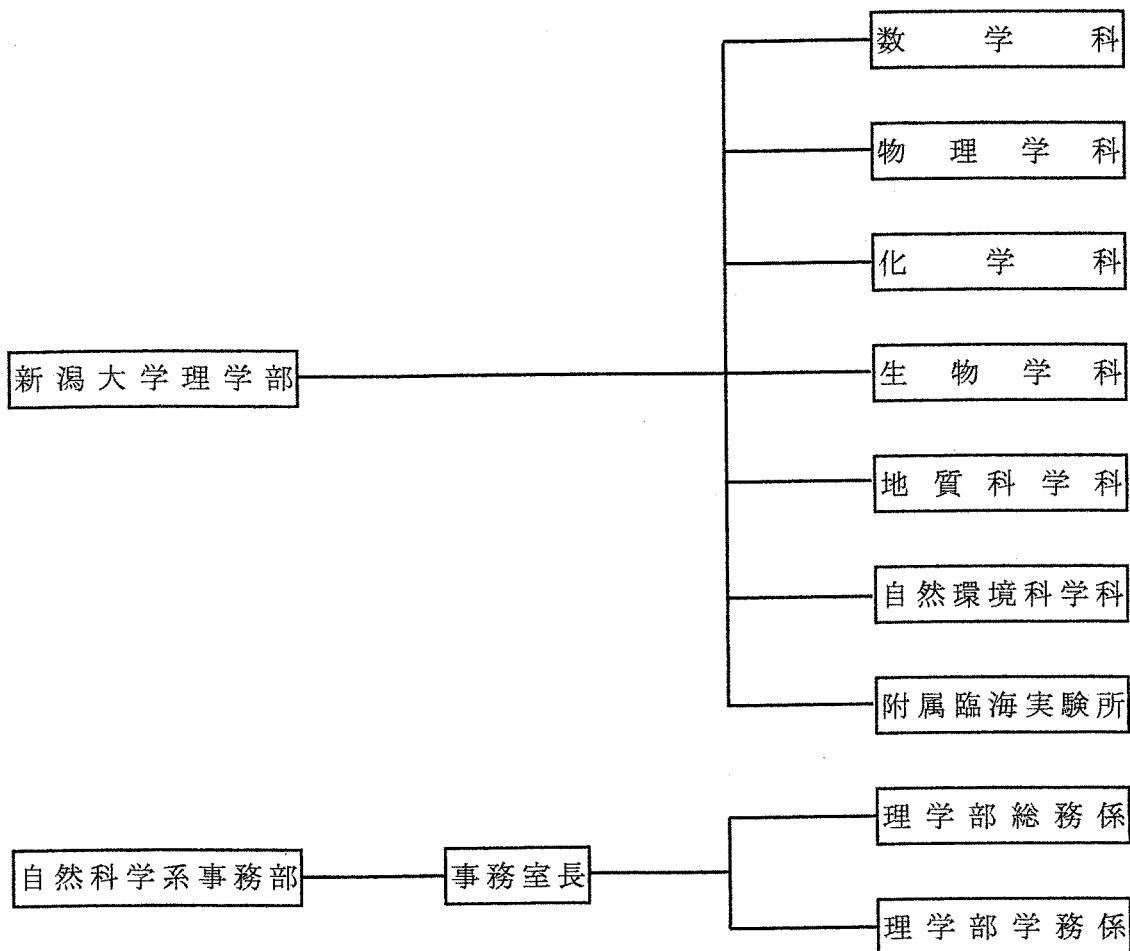 数学科
物理学科
化学科
新潟大学理学部
生物学科
地質科学科
自然環境科学科
附属臨海実験所
理学部総務係
自然科学系事務部
事務室長
理学部学務係